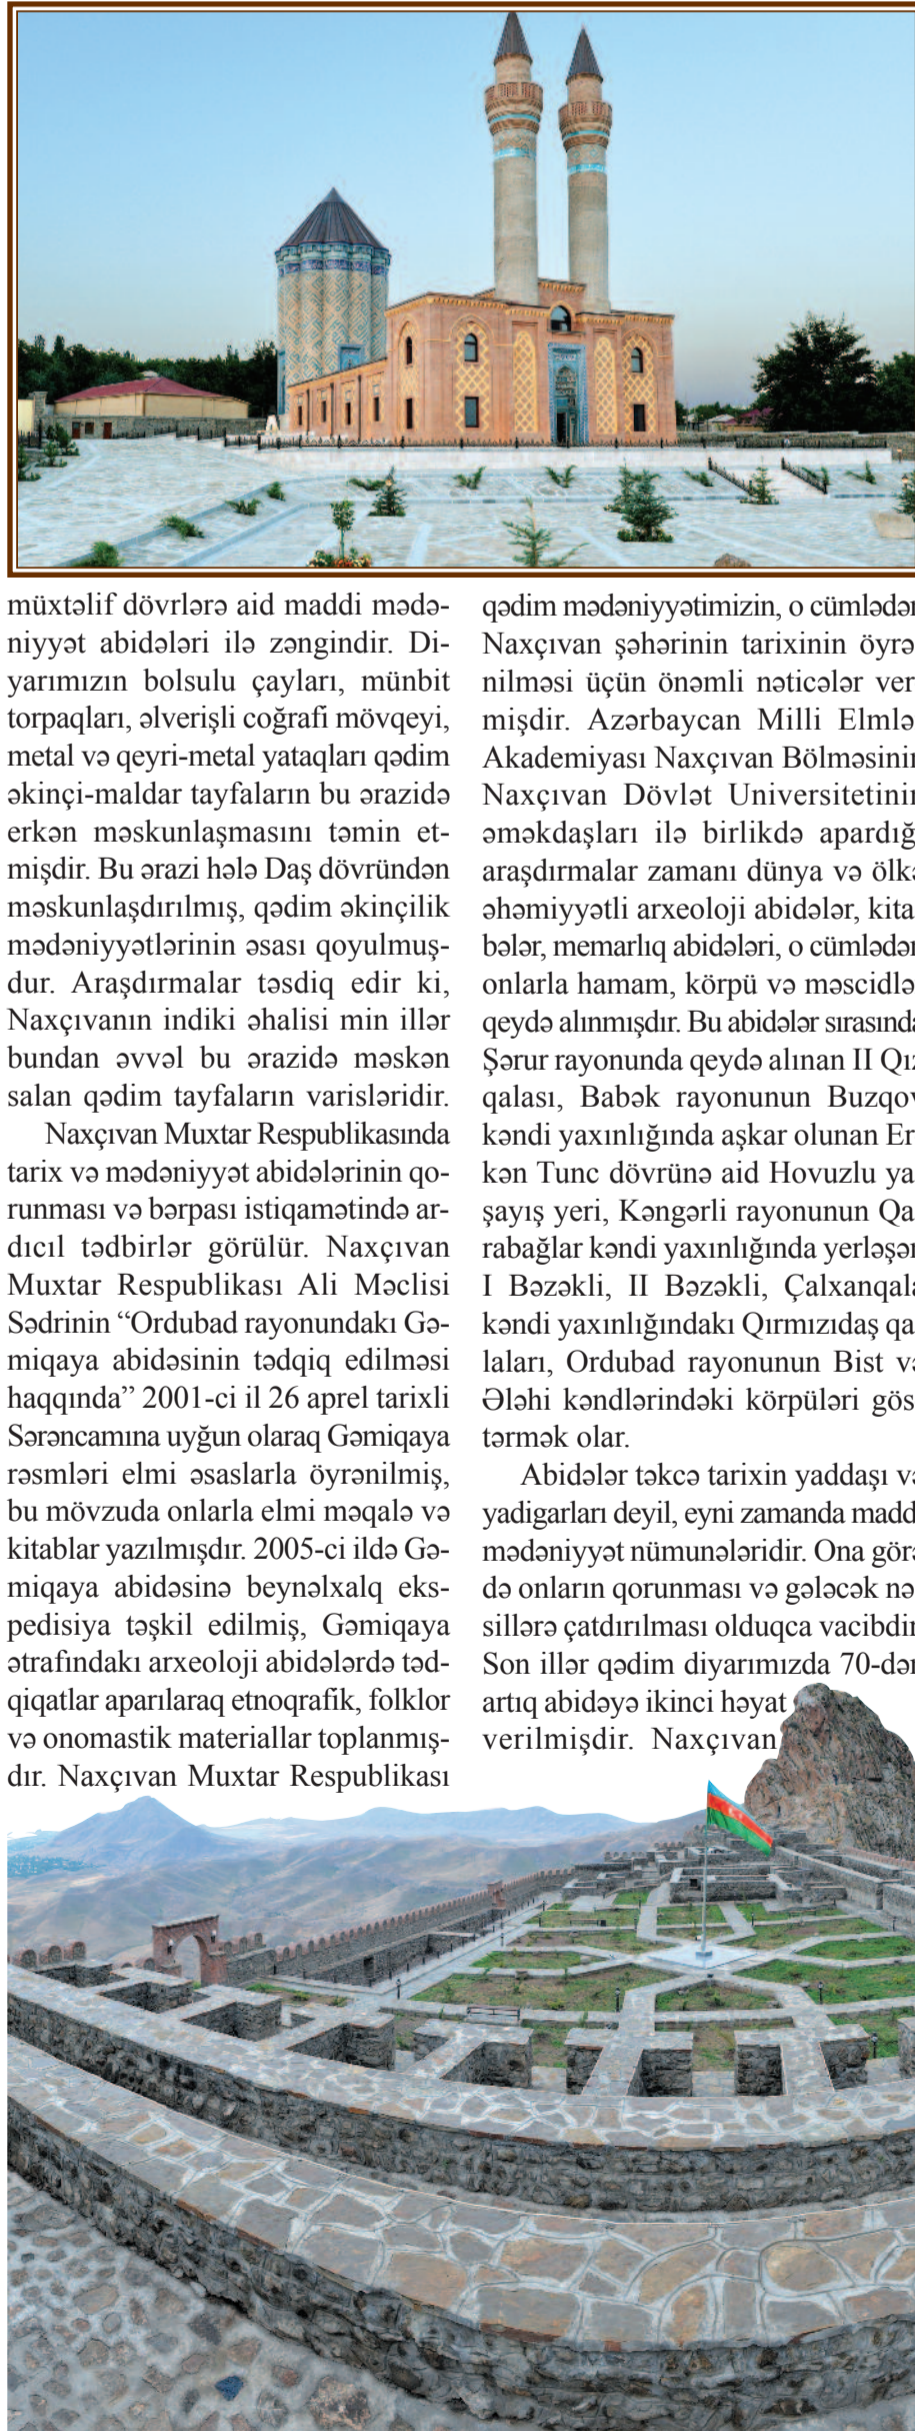 müxtəlif dövrlərə aid maddi mədə-
niyyət abidələri ilə zəngindir. Di-
yarımızın bolsulu çayları, münbit
torpaqları, əlverişli coğrafi mövqeyi,
metal və qeyri-metal yataqları qədim
əkinçi-maldar tayfaların bu ərazidə
erkən məskunlaşmasını təmin et-
mişdir. Bu ərazi hələ Daş dövründən
məskunlaşdırılmış, qədim əkinçilik
mədəniyyətlərinin əsası qoyulmuş-
dur. Araşdırmalar təsdiq edir ki,
Naxçıvanın indiki əhalisi min illər
bundan əvvəl bu ərazidə məskən
salan qədim tayfaların varisləridir.
Naxçıvan Muxtar Respublikasında
tarix və mədəniyyət abidələrinin qo-
runması və bərpası istiqamətində ar-
dıcıl tədbirlər görülür. Naxçıvan
Muxtar Respublikası Ali Məclisi
Sədrinin “Ordubad rayonundakı Gə-
miqaya abidəsinin tədqiq edilməsi
haqqında” 2001-ci il 26 aprel tarixli
Sərəncamına uyğun olaraq Gəmiqaya
rəsmləri elmi əsaslarla öyrənilmiş,
bu mövzuda onlarla elmi məqalə və
kitablar yazılmışdır. 2005-ci ildə Gə-
miqaya abidəsinə beynəlxalq eks-
pedisiya təşkil edilmiş, Gəmiqaya
ətrafındakı arxeoloji abidələrdə təd-
qiqatlar aparılaraq etnoqrafik, folklor
və onomastik materiallar toplanmış-
dır. Naxçıvan Muxtar Respublikası
qədim mədəniyyətimizin, o cümlədən
Naxçıvan şəhərinin tarixinin öyrə-
nilməsi üçün önəmli nəticələr ver-
mişdir. Azərbaycan Milli Elmlə
Akademiyası Naxçıvan Bölməsinin
Naxçıvan Dövlət Universitetinin
əməkdaşları ilə birlikdə apardığı
araşdırmalar zamanı dünya və ölkə
əhəmiyyətli arxeoloji abidələr, kita-
bələr, memarlıq abidələri, o cümlədən
onlarla hamam, körpü və məscidlə
qeydə alınmışdır. Bu abidələr sırasında
Şərur rayonunda qeydə alınan II Qız
qalası, Babək rayonunun Buzqov
kəndi yaxınlığında aşkar olunan Er-
kən Tunc dövrünə aid Hovuzlu ya-
şayış yeri, Kəngərli rayonunun Qa-
rabağlar kəndi yaxınlığında yerləşən
I Bəzəkli, II Bəzəkli, Çalxanqala
kəndi yaxınlığındakı Qırmızıdaş qa-
laları, Ordubad rayonunun Bist və
Ələhi kəndlərindəki körpüləri gös-
tərmək olar.
Abidələr təkcə tarixin yaddaşı və
yadigarları deyil, eyni zamanda maddi
mədəniyyət nümunələridir. Ona görə
də onların qorunması və gələcək nə-
sillərə çatdırılması olduqca vacibdir.
Son illər qədim diyarımızda 70-dən
artıq abidəyə ikinci həyat
verilmişdir. Naxçıvan